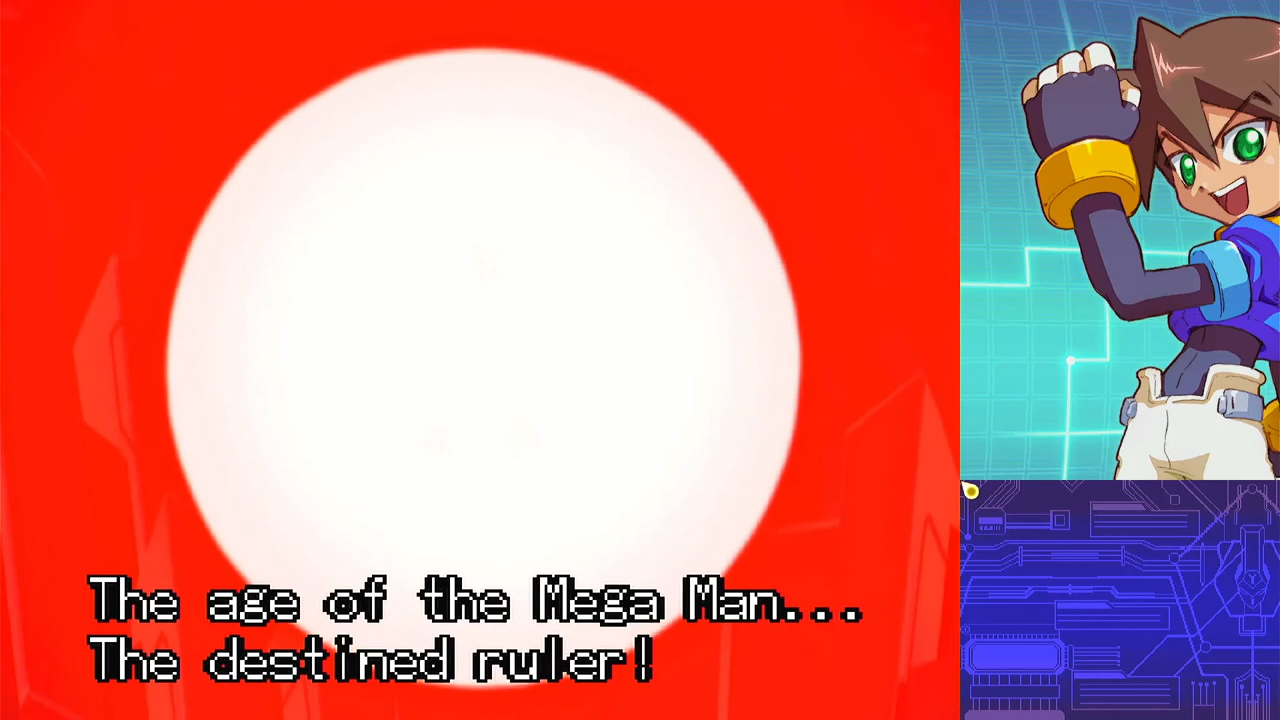 The age of the Mega Man...
The destined ruler!